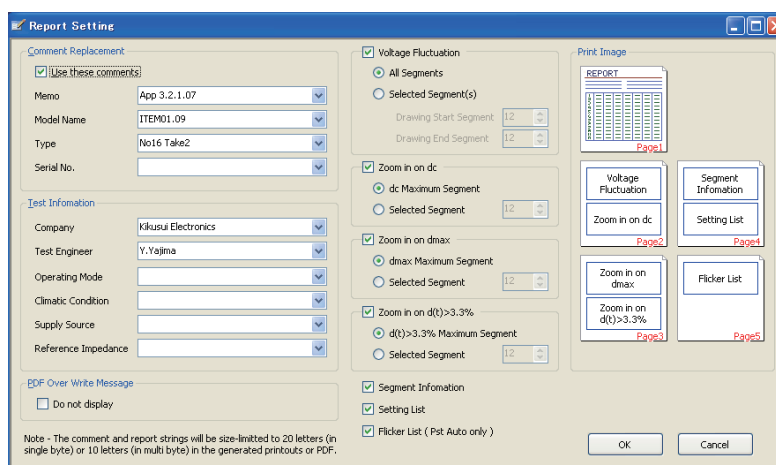 Report Setting
Comment Replacement
Use these comments
Memo
App 3.2.1.07
Model Name
ITEM01.09
Type
No16 Take2
Serial No.
Test Infomation
Company
Kikusui Electronics
Test Engineer
Y.Yajima
Operating Mode
Climatic Condition
Supply Source
Reference Impedance
PDF Over Write Message
Do not display
Note - The comment and report strings will be size-limitted to 20 letters (in
single byte) or 10 letters (in multi byte) in the generated printouts or PDF.
Voltage Fluctuation
All Segments
Selected Segment(s)
Drawing Start Segment 12
Drawing End Segment 12
Zoom in on dc
dc Maximum Segment
Selected Segment 12
Zoom in on dmax
dmax Maximum Segment
Selected Segment 12
Zoom in on d(t)>3.3%
d(t)>3.3% Maximum Segment
Selected Segment 12
Segment Infomation
Setting List
Flicker List ( Pst Auto only )
Print Image
REPORT
Page1
Voltage
Fluctuation
Zoom in on dc
Page2
Segment
Infomation
Setting List
Page4
Zoom in on
dmax
Zoom in on
d(t)>3.3%
Page3
Flicker List
Page5
OK
Cancel